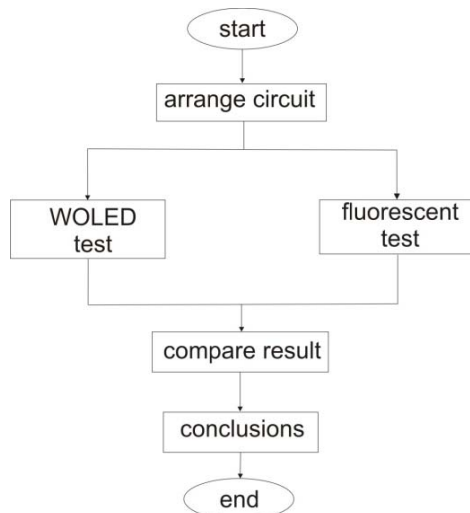 start
arrange circuit
WOLED
test
fluorescent
test
compare result
conclusions
end